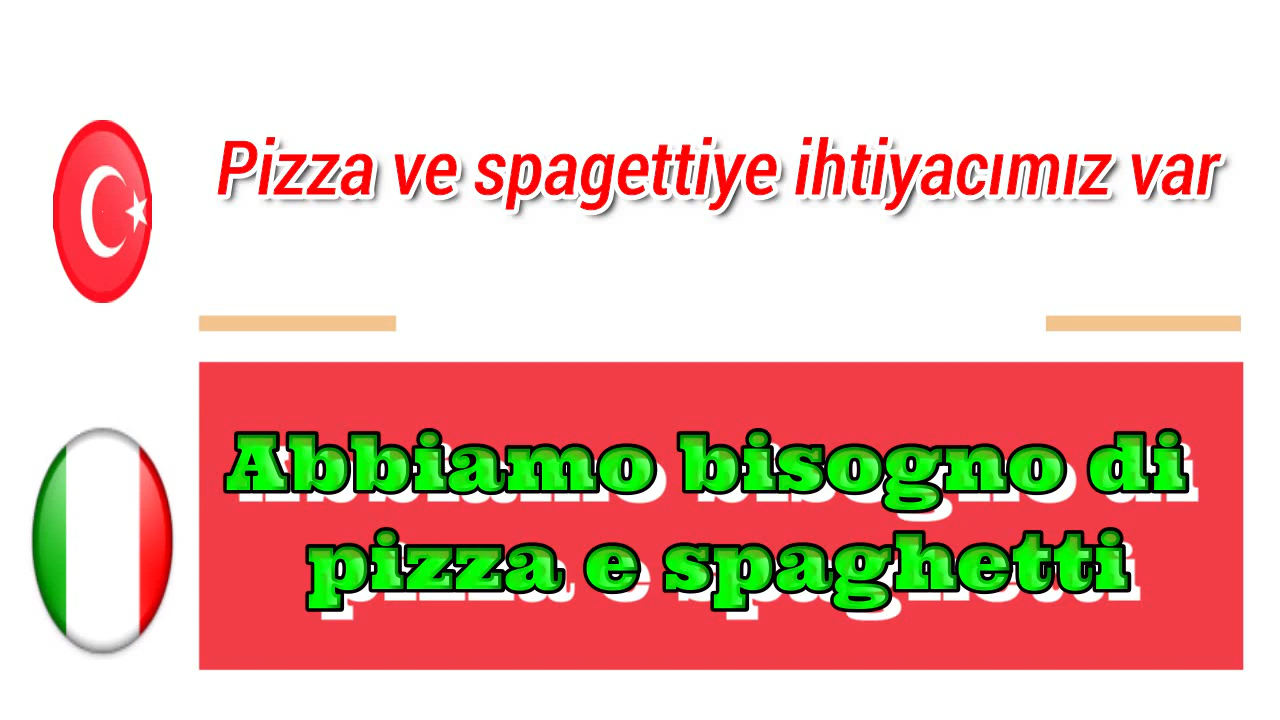 Pizza ve spagettiye ihtiyacımız var
Abbiamo bisogno di
pizza e spaghetti